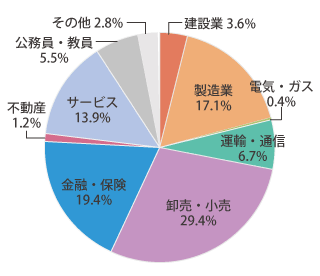 建設業 3.6%
製造業
17.1%
電気・ガス
0.4%
運輸・通信
6.7%
卸売・小売
29.4%
金融・保険
19.4%
不動産
1.2%
サービス
13.9%
公務員・教員
5.5%
その他 2.8%